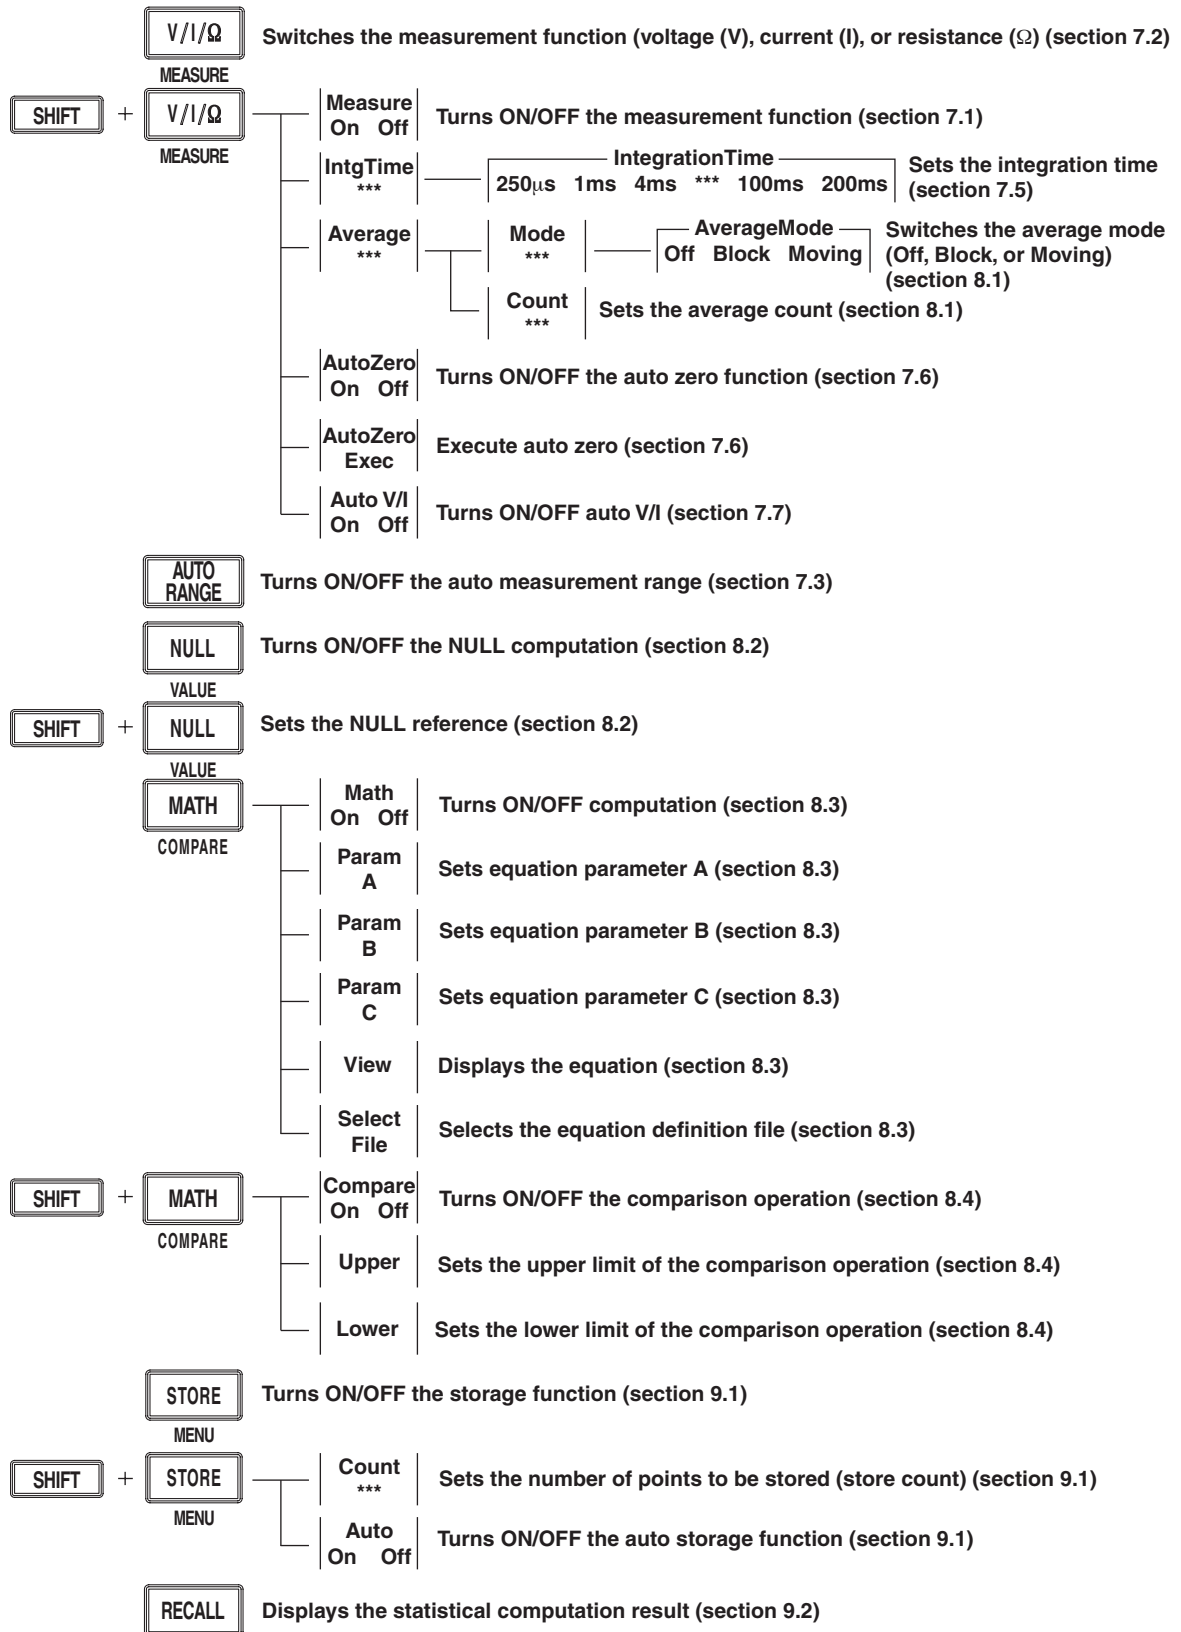 V/I/Ω
Switches the measurement function (voltage (V), current (I), or resistance (Ω) (section 7.2)
MEASURE
SHIFT + V/I/Ω
MEASURE
Measure
On Off
Turns ON/OFF the measurement function (section 7.1)
IntgTime
***
IntegrationTime
250µs 1ms 4ms *** 100ms 200ms
Sets the integration time
(section 7.5)
Average
***
Mode
***
AverageMode
Off Block Moving
Switches the average mode
(Off, Block, or Moving)
(section 8.1)
Count
***
Sets the average count (section 8.1)
AutoZero
On Off
Turns ON/OFF the auto zero function (section 7.6)
AutoZero
Exec
Execute auto zero (section 7.6)
Auto V/I
On Off
Turns ON/OFF auto V/I (section 7.7)
AUTO
RANGE
Turns ON/OFF the auto measurement range (section 7.3)
NULL
Turns ON/OFF the NULL computation (section 8.2)
VALUE
SHIFT + NULL
Sets the NULL reference (section 8.2)
VALUE
MATH
COMPARE
Math
On Off
Turns ON/OFF computation (section 8.3)
Param
A
Sets equation parameter A (section 8.3)
Param
B
Sets equation parameter B (section 8.3)
Param
C
Sets equation parameter C (section 8.3)
View
Displays the equation (section 8.3)
Select
File
Selects the equation definition file (section 8.3)
SHIFT + MATH
COMPARE
Compare
On Off
Turns ON/OFF the comparison operation (section 8.4)
Upper
Sets the upper limit of the comparison operation (section 8.4)
Lower
Sets the lower limit of the comparison operation (section 8.4)
STORE
Turns ON/OFF the storage function (section 9.1)
MENU
SHIFT + STORE
MENU
Count
***
Sets the number of points to be stored (store count) (section 9.1)
Auto
On Off
Turns ON/OFF the auto storage function (section 9.1)
RECALL
Displays the statistical computation result (section 9.2)